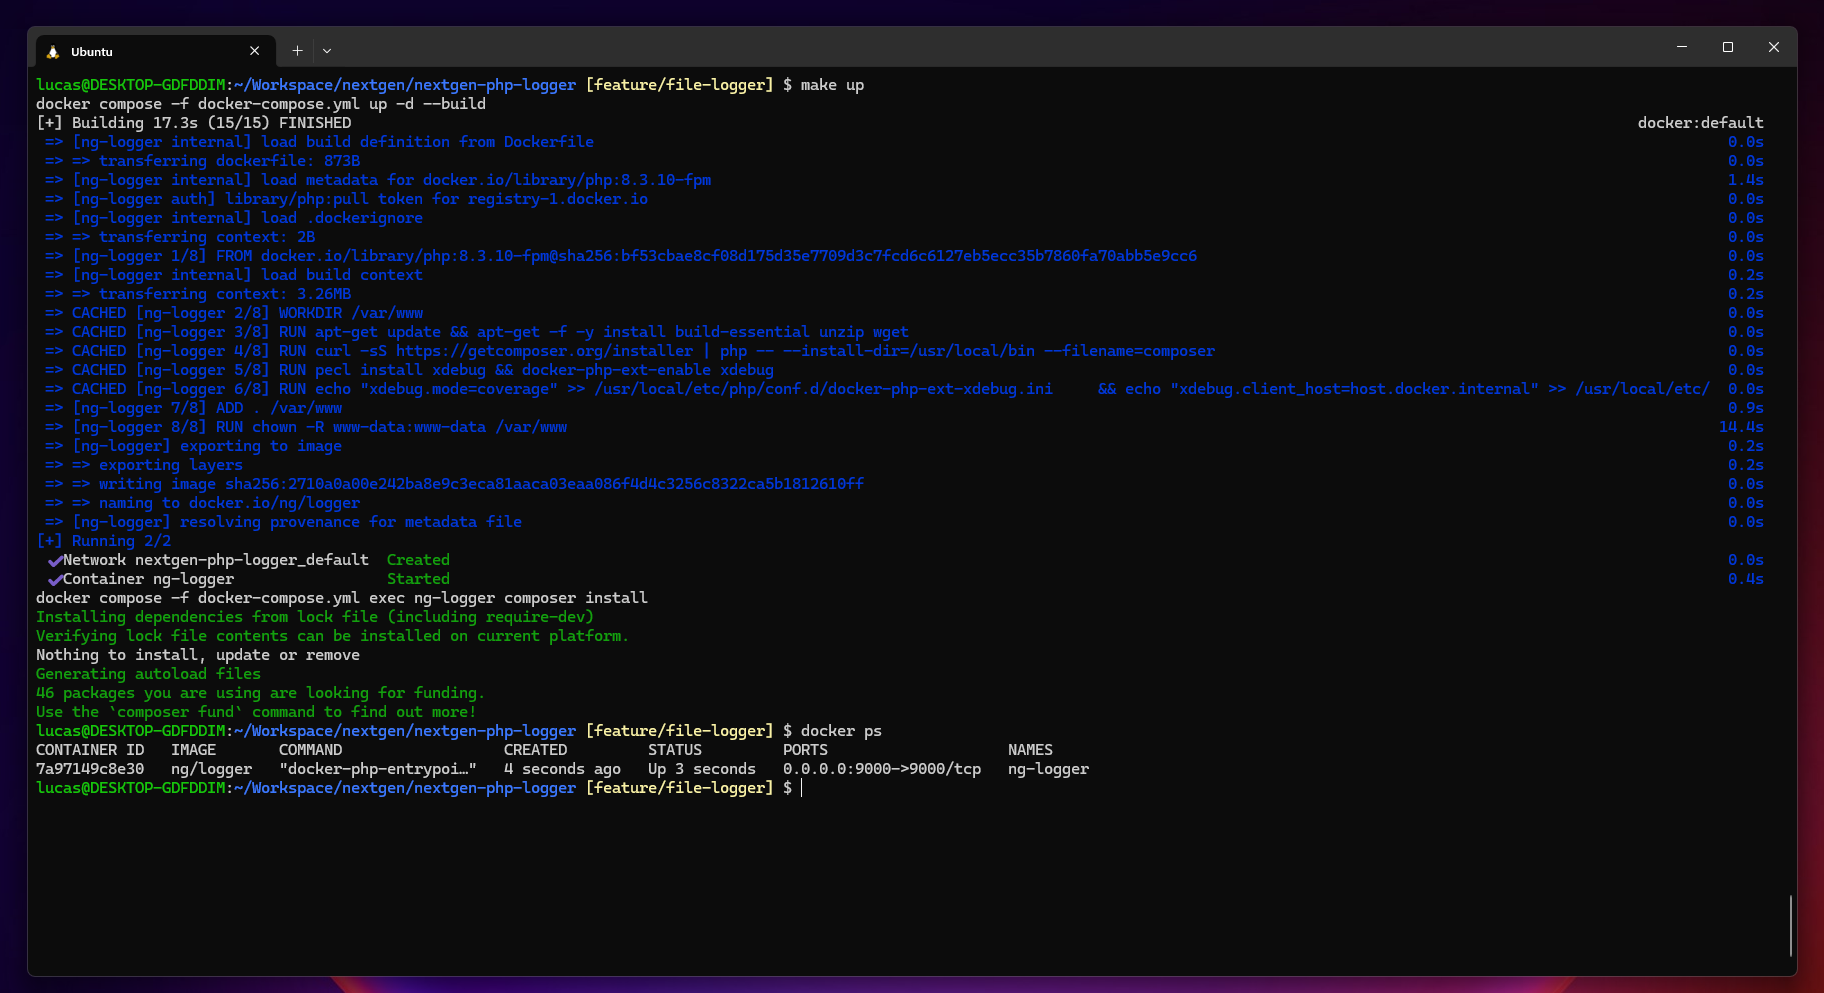 Ubuntu
lucas@DESKTOP-GDFDDIM:~/Workspace/nextgen/nextgen-php-logger [feature/file-logger] $ make up
docker compose -f docker-compose.yml up -d --build
[+] Building 17.3s (15/15) FINISHED docker:default
=> [ng-logger internal] load build definition from Dockerfile 0.0s
=> => transferring dockerfile: 873B 0.0s
=> [ng-logger internal] load metadata for docker.io/library/php:8.3.10-fpm 1.4s
=> [ng-logger auth] library/php:pull token for registry-1.docker.io 0.0s
=> [ng-logger internal] load .dockerignore 0.0s
=> => transferring context: 2B 0.0s
=> [ng-logger 1/8] FROM docker.io/library/php:8.3.10-fpm@sha256:bf53cbae8cf08d175d35e7709d3c7fcd6c6127eb5ecc35b7860fa70abb5e9cc6 0.0s
=> [ng-logger internal] load build context 0.2s
=> => transferring context: 3.26MB 0.2s
=> CACHED [ng-logger 2/8] WORKDIR /var/www 0.0s
=> CACHED [ng-logger 3/8] RUN apt-get update && apt-get -f -y install build-essential unzip wget 0.0s
=> CACHED [ng-logger 4/8] RUN curl -sS https://getcomposer.org/installer | php -- --install-dir=/usr/local/bin --filename=composer 0.0s
=> CACHED [ng-logger 5/8] RUN pecl install xdebug && docker-php-ext-enable xdebug 0.0s
=> CACHED [ng-logger 6/8] RUN echo "xdebug.mode=coverage" >> /usr/local/etc/php/conf.d/docker-php-ext-xdebug.ini && echo "xdebug.client_host=host.docker.internal" >> /usr/local/etc/ 0.0s
=> [ng-logger 7/8] ADD . /var/www 0.9s
=> [ng-logger 8/8] RUN chown -R www-data:www-data /var/www 14.4s
=> [ng-logger] exporting to image 0.2s
=> => exporting layers 0.2s
=> => writing image sha256:2710a0a00e242ba8e9c3eca81aaca03eaa086f4d4c3256c8322ca5b1812610ff 0.0s
=> => naming to docker.io/ng/logger 0.0s
=> [ng-logger] resolving provenance for metadata file 0.0s
[+] Running 2/2
✔Network nextgen-php-logger_default Created 0.0s
✔Container ng-logger Started 0.4s
docker compose -f docker-compose.yml exec ng-logger composer install
Installing dependencies from lock file (including require-dev)
Verifying lock file contents can be installed on current platform.
Nothing to install, update or remove
Generating autoload files
46 packages you are using are looking for funding.
Use the `composer fund` command to find out more!
lucas@DESKTOP-GDFDDIM:~/Workspace/nextgen/nextgen-php-logger [feature/file-logger] $ docker ps
CONTAINER ID IMAGE COMMAND CREATED STATUS PORTS NAMES
7a97149c8e30 ng/logger "docker-php-entrypoi…" 4 seconds ago Up 3 seconds 0.0.0.0:9000->9000/tcp ng-logger
lucas@DESKTOP-GDFDDIM:~/Workspace/nextgen/nextgen-php-logger [feature/file-logger] $